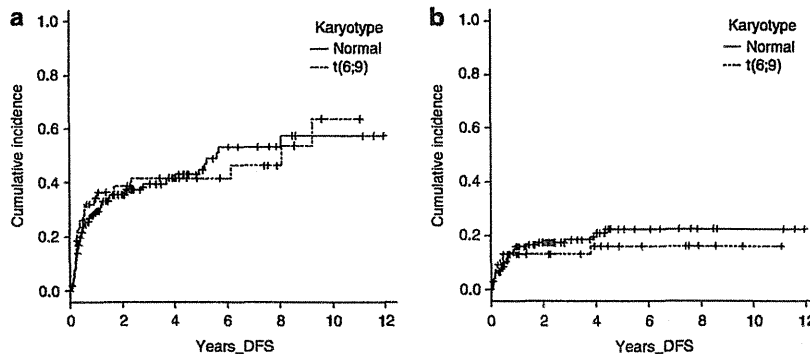 a
Karyotype
Normal
t(6;9)
Cumulative incidence
1.0
0.8
0.6
0.4
0.2
0.0
0 2 4 6 8 10 12
Years_DFS
b
Karyotype
Normal
t(6;9)
Cumulative incidence
1.0
0.8
0.6
0.4
0.2
0.0
0 2 4 6 8 10 12
Years_DFS